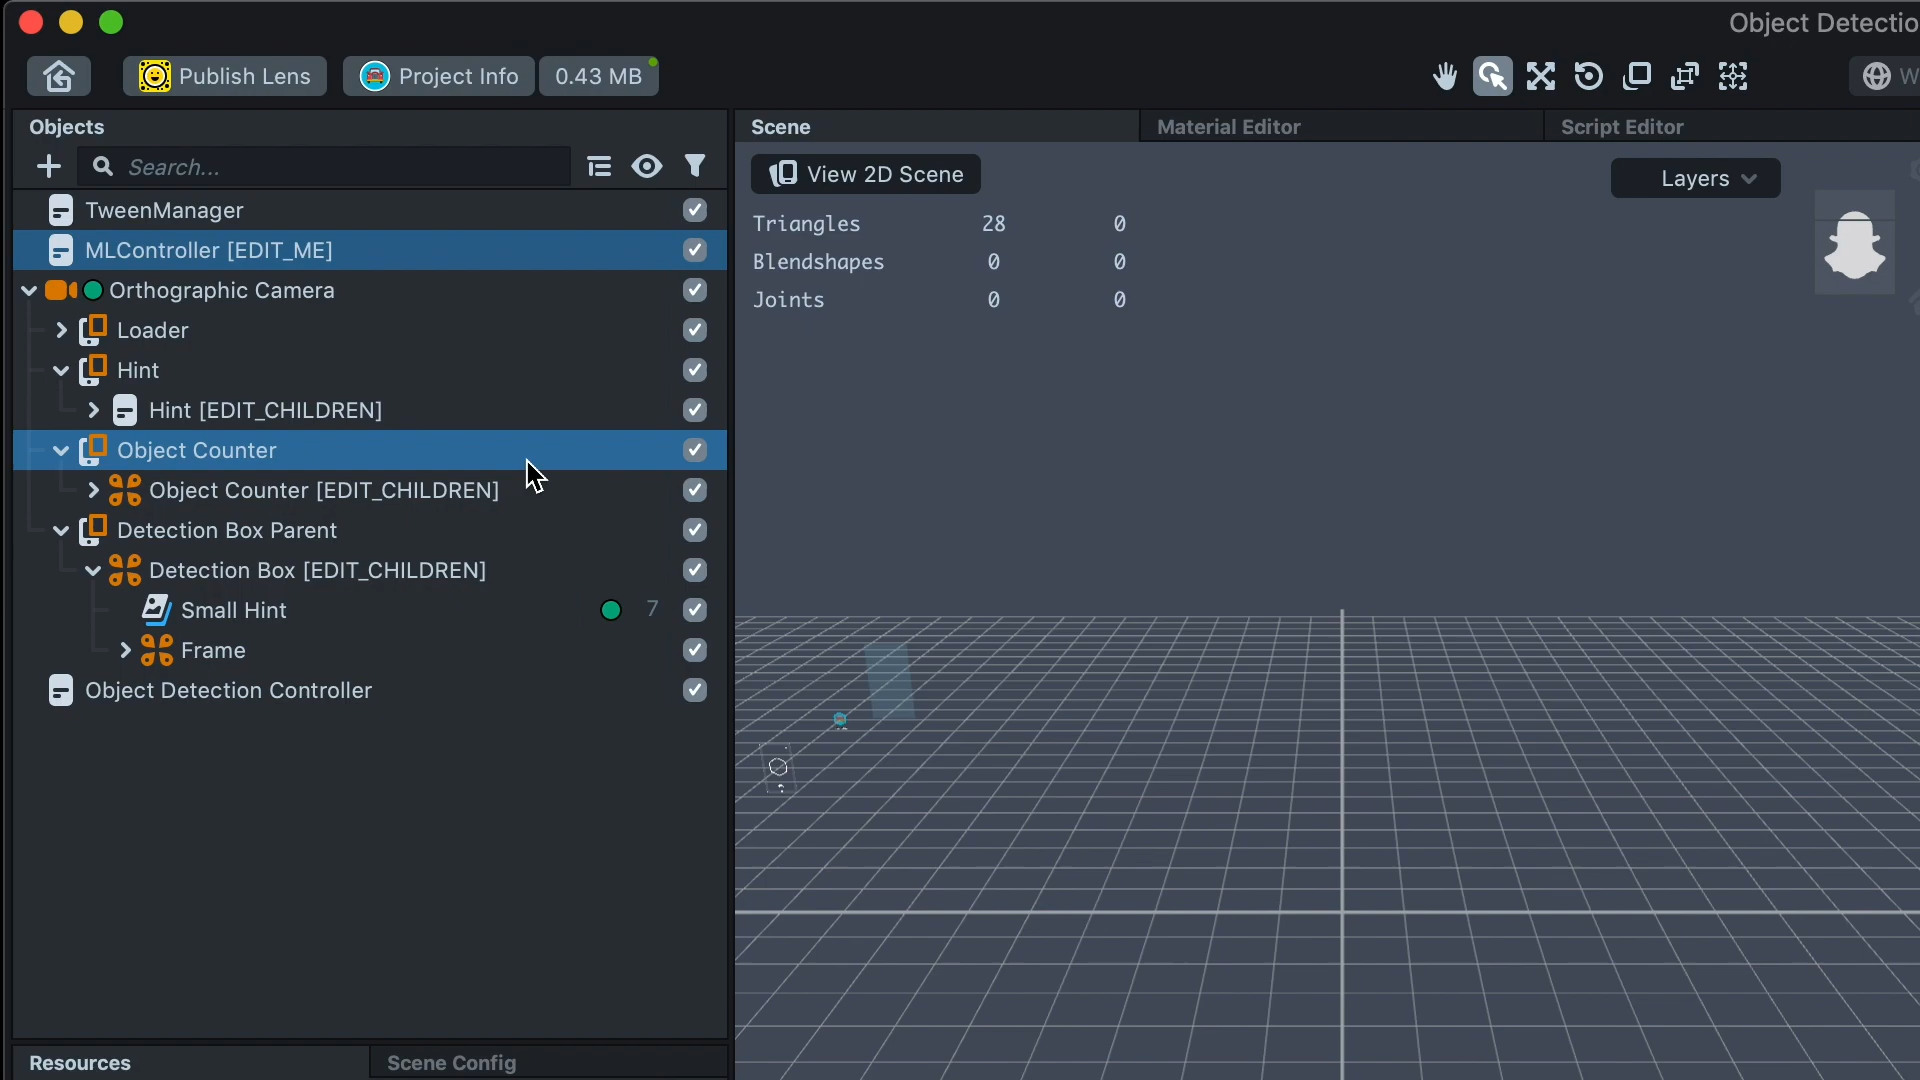 Object Detectio
Publish Lens
Project Info
0.43 MB
W
Objects
Search...
TweenManager
MLController [EDIT_ME]
Orthographic Camera
Loader
Hint
Hint [EDIT_CHILDREN]
Object Counter
Object Counter [EDIT_CHILDREN]
Detection Box Parent
Detection Box [EDIT_CHILDREN]
Small Hint 7
Frame
Object Detection Controller
Resources
Scene Config
Scene
Material Editor
Script Editor
View 2D Scene
Layers
Triangles 28 0
Blendshapes 0 0
Joints 0 0